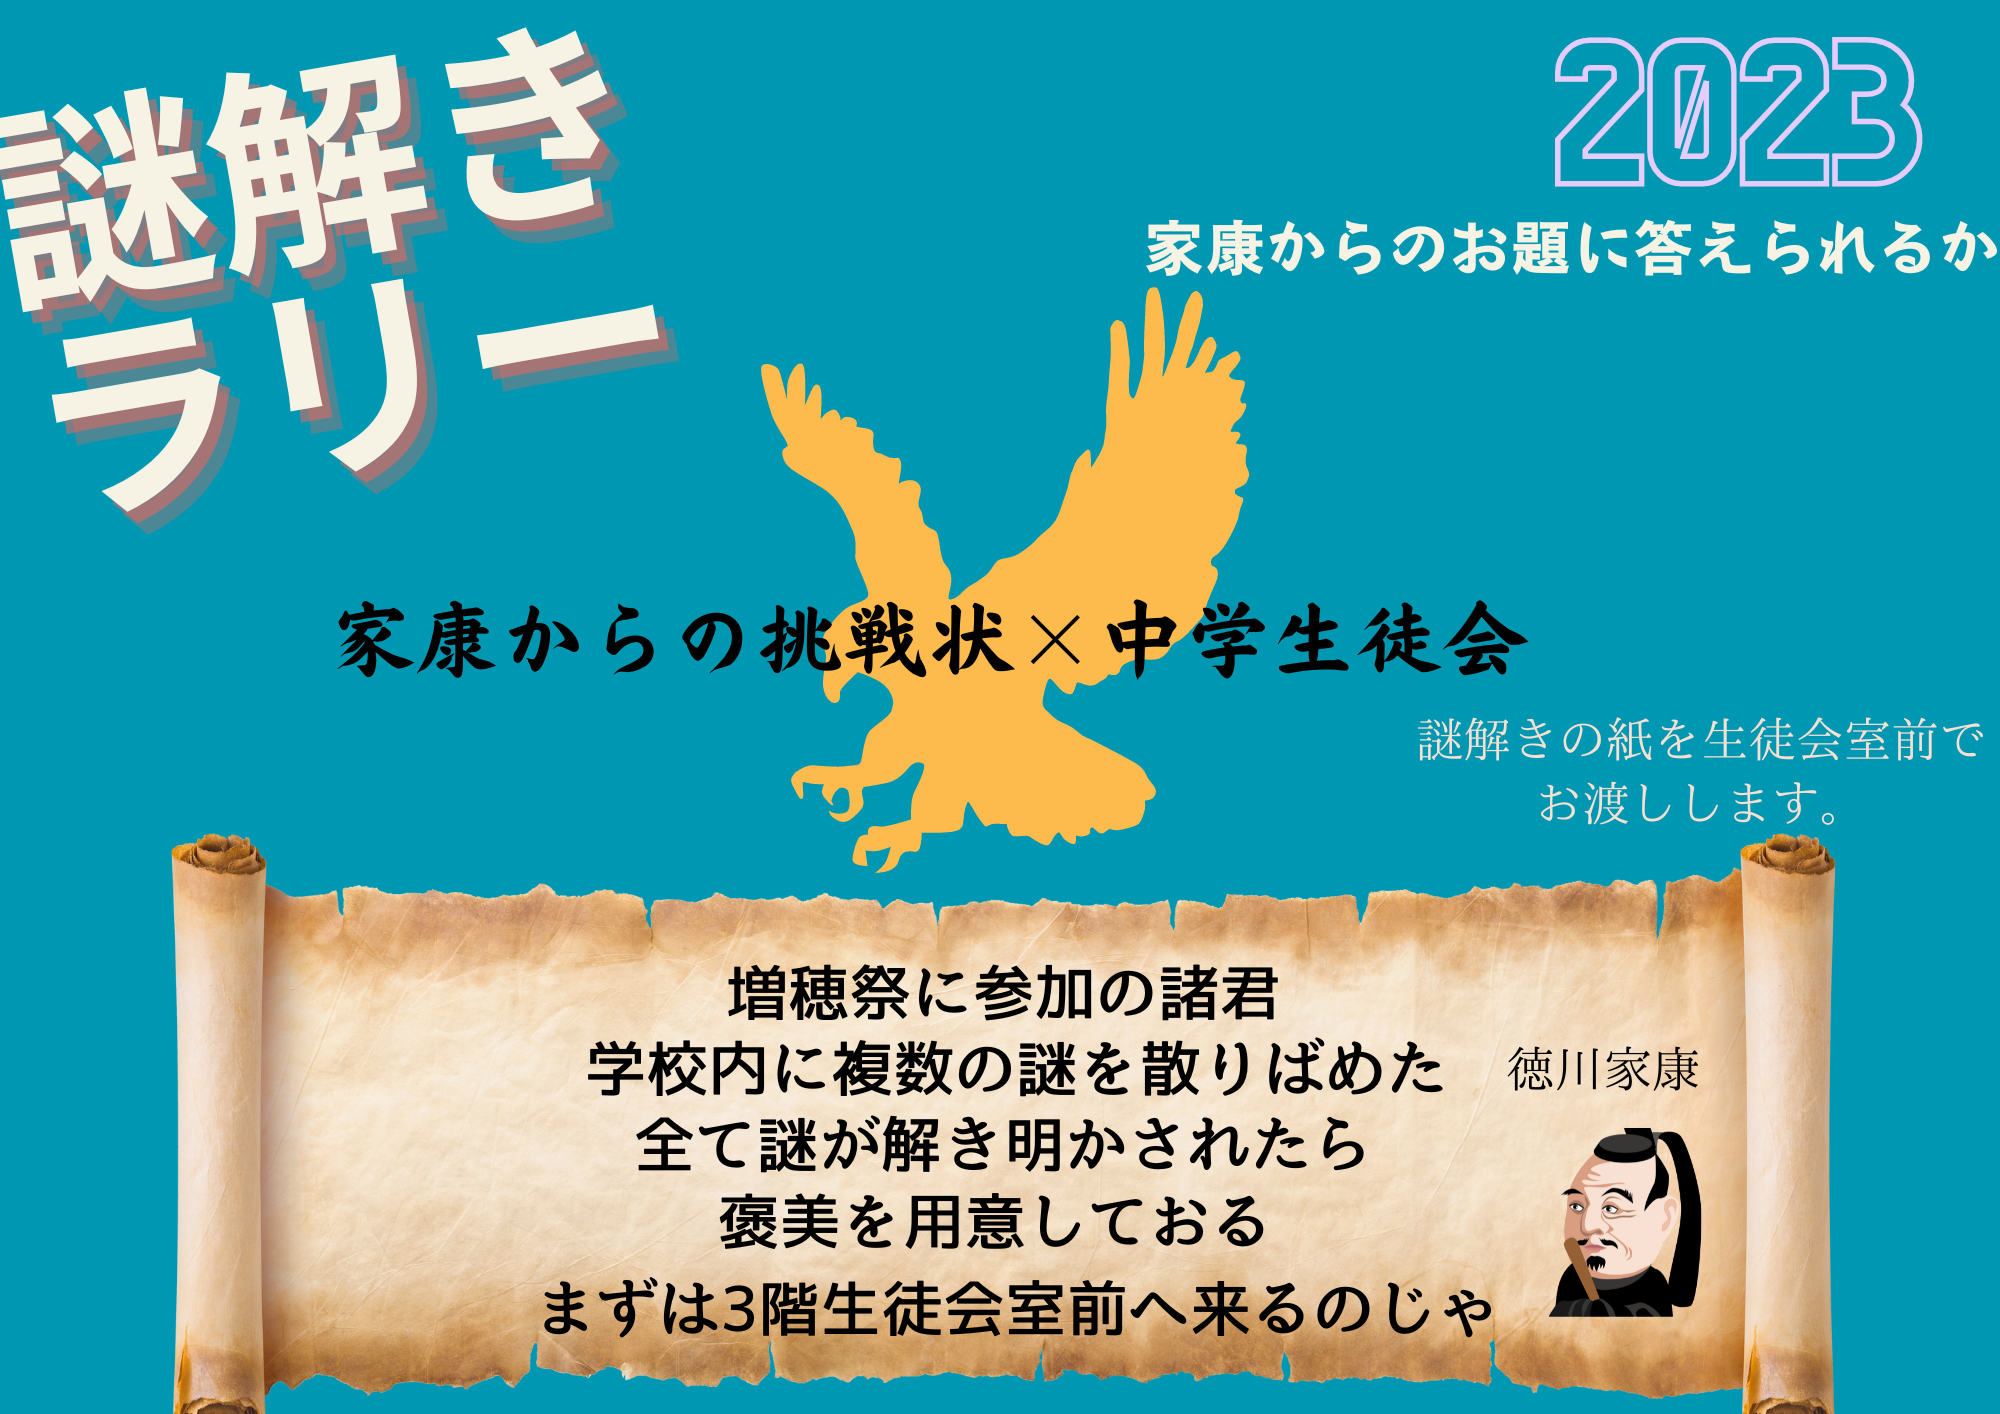 謎解き
ラリー
2023
家康からのお題に答えられるか
家康からの挑戦状×中学生徒会
謎解きの紙を生徒会室前で
お渡しします。
増穂祭に参加の諸君
学校内に複数の謎を散りばめた
全て謎が解き明かされたら
褒美を用意しておる
まずは3階生徒会室前へ来るのじゃ
徳川家康